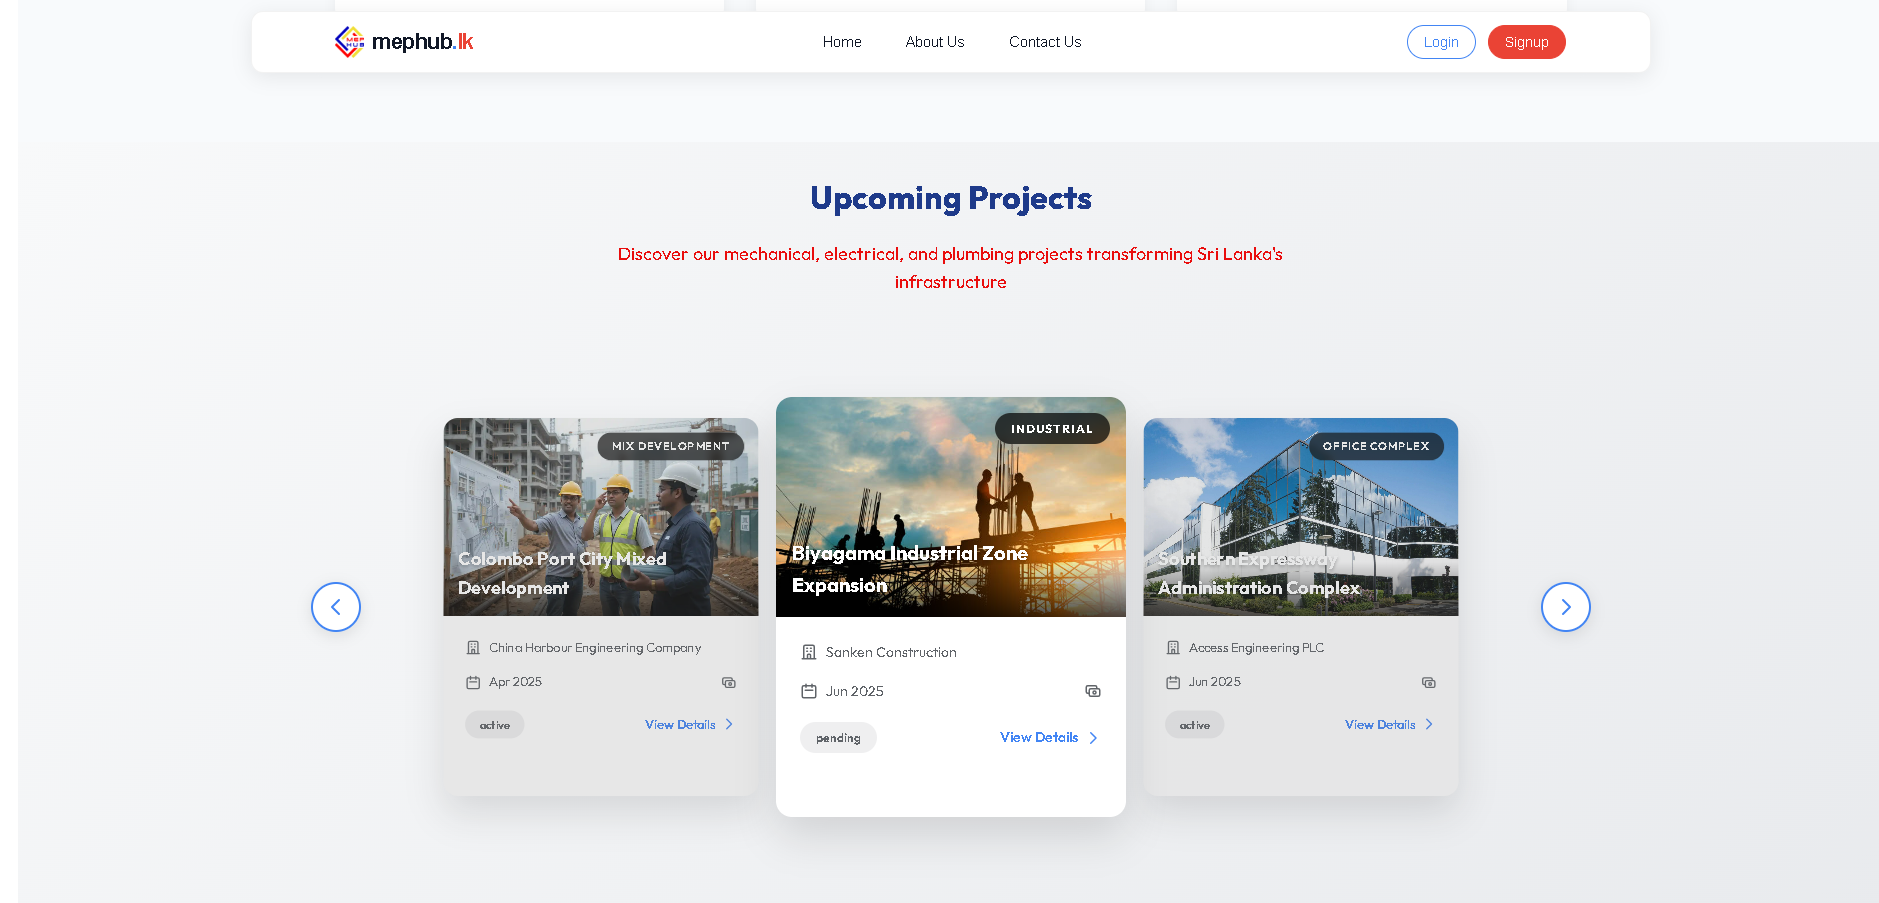 mephub.lk
Home
About Us
Contact Us
Login
Signup
Upcoming Projects
Discover our mechanical, electrical, and plumbing projects transforming Sri Lanka's
infrastructure
MIX DEVELOPMENT
Colombo Port City Mixed
Development
China Harbour Engineering Company
Apr 2025
active
View Details
INDUSTRIAL
Biyagama Industrial Zone
Expansion
Sanken Construction
Jun 2025
pending
View Details
OFFICE COMPLEX
Southern Expressway
Administration Complex
Access Engineering PLC
Jun 2025
active
View Details